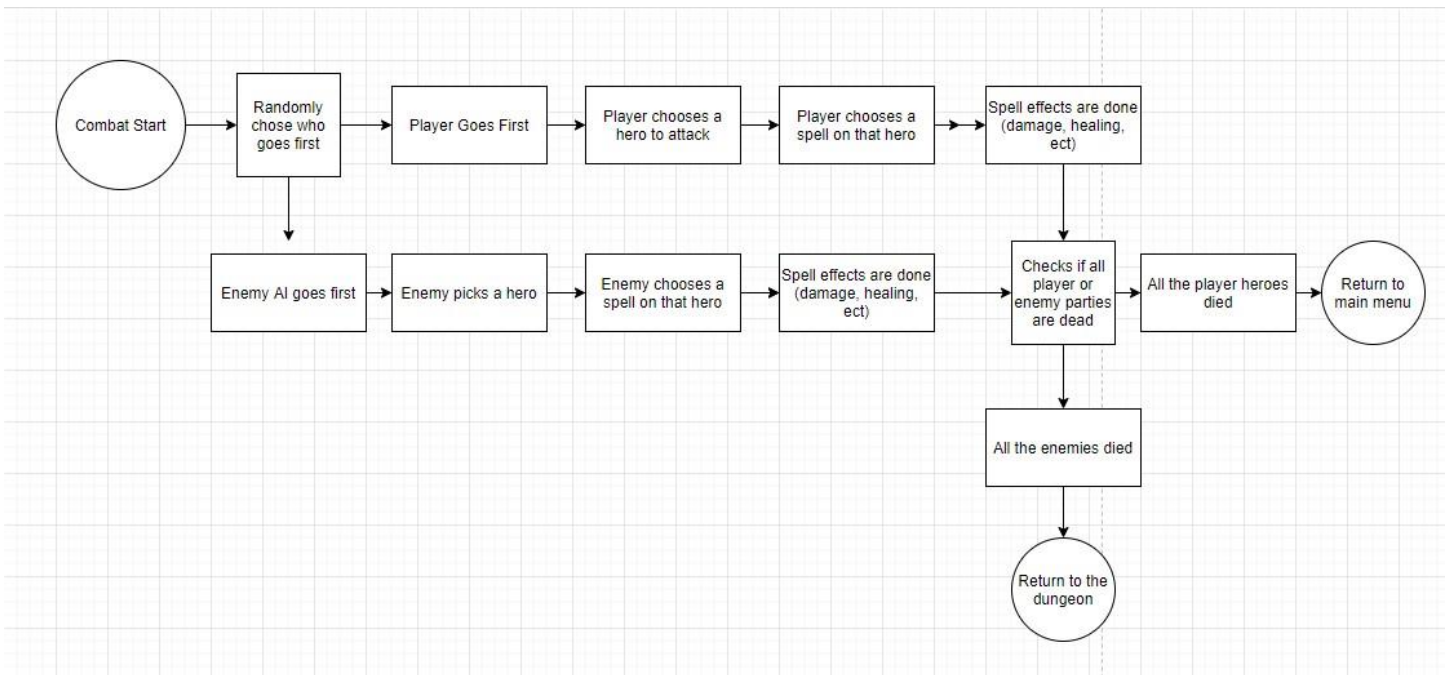 Combat Start
Randomly
chose who
goes first
Player Goes First
Player chooses a
hero to attack
Player chooses a
spell on that hero
Spell effects are done
(damage, healing,
ect)
Enemy AI goes first
Enemy picks a hero
Enemy chooses a
spell on that hero
Spell effects are done
(damage, healing,
ect)
Checks if all
player or
enemy parties
are dead
All the player heroes
died
Return to
main menu
All the enemies died
Return to the
dungeon